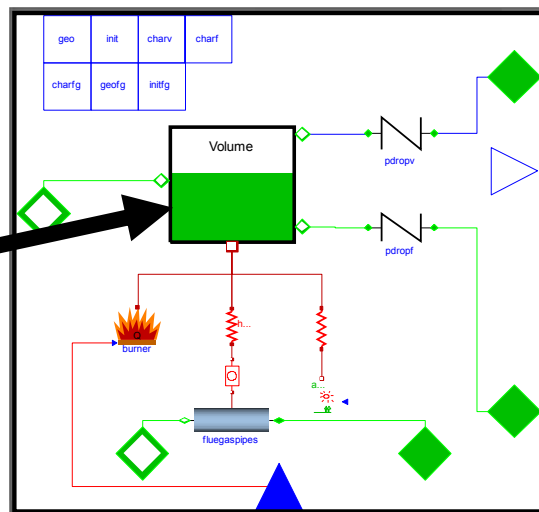 geo init charv charf
charfg geofg initfg
Volume
pdropv
pdropf
h...
Q
burner
a...
fluegaspipes